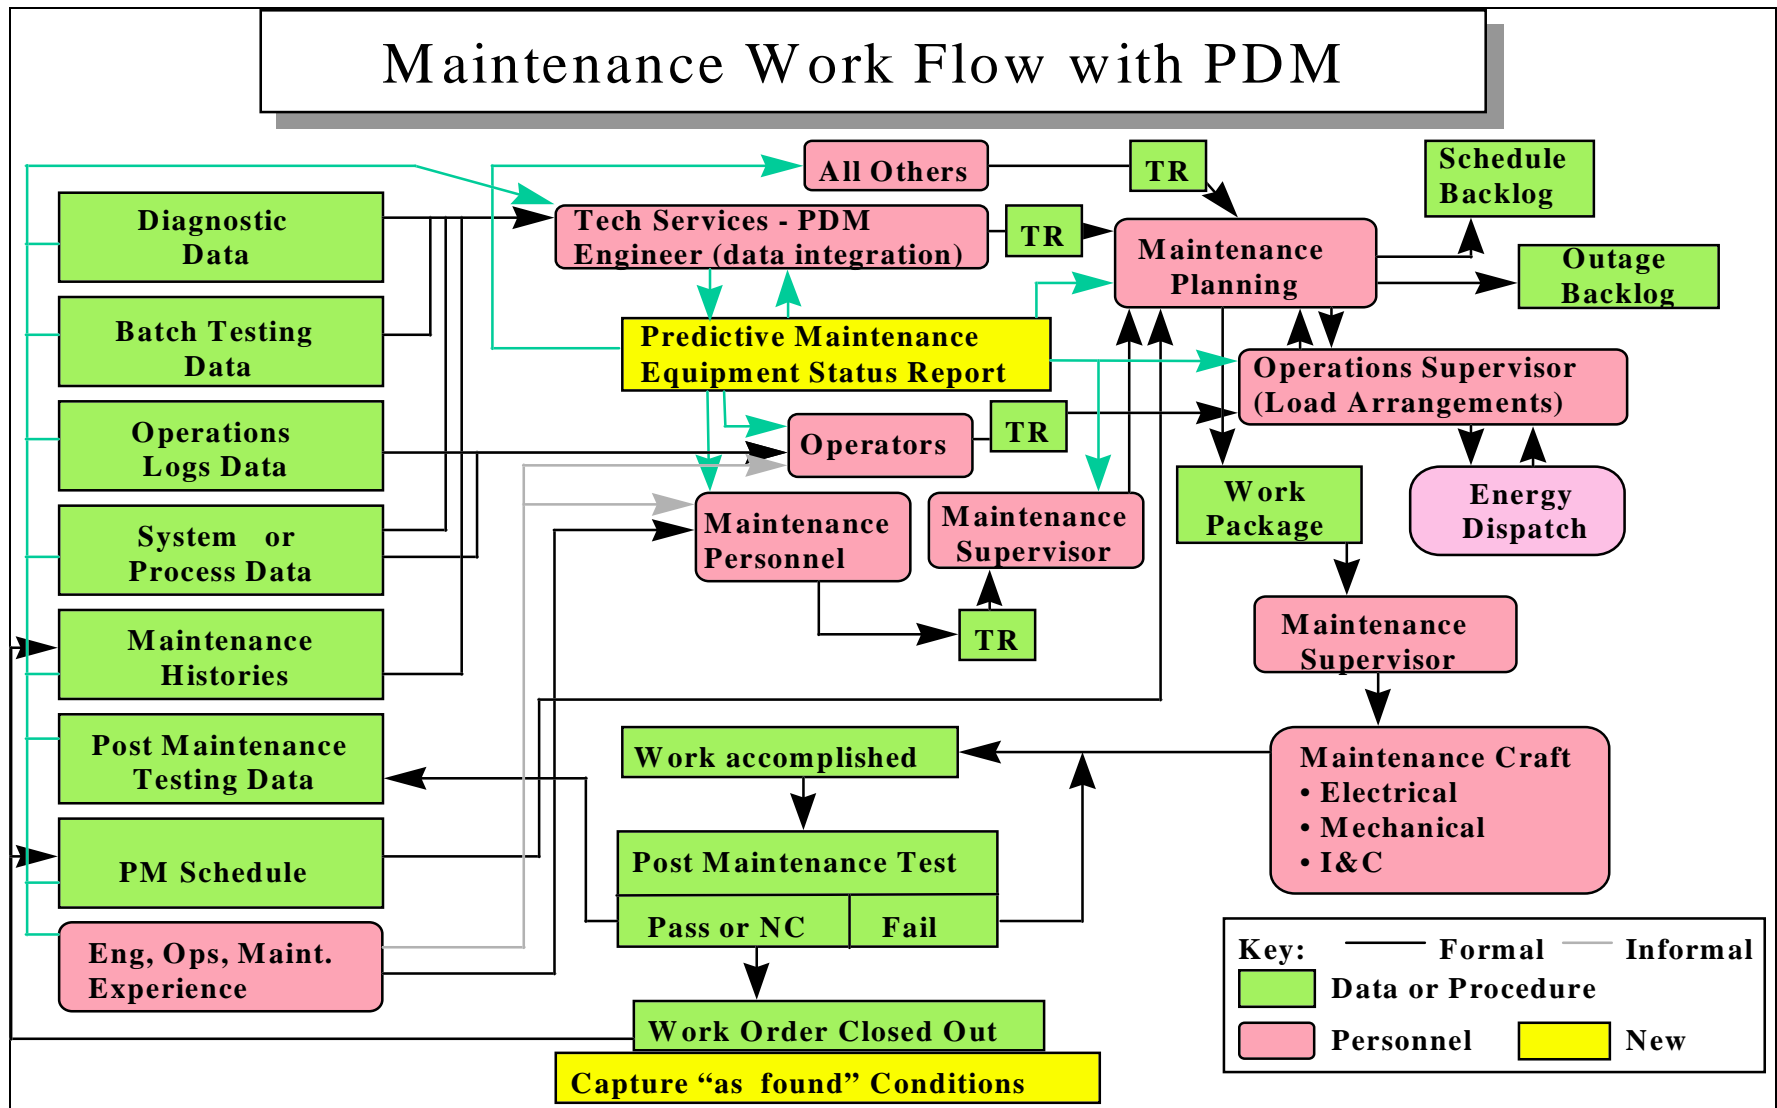 Maintenance Work Flow with PDM
All Others
TR
Schedule
Backlog
Diagnostic
Data
Tech Services - PDM
Engineer (data integration)
TR
Maintenance
Planning
Outage
Backlog
Batch Testing
Data
Predictive Maintenance
Equipment Status Report
Operations Supervisor
(Load Arrangements)
Operations
Logs Data
Operators
TR
Work
Package
Energy
Dispatch
System or
Process Data
Maintenance
Personnel
Maintenance
Supervisor
TR
Maintenance
Histories
Maintenance
Supervisor
Post Maintenance
Testing Data
Work accomplished
Maintenance Craft
• Electrical
• Mechanical
• I&C
PM Schedule
Post Maintenance Test
Pass or NC
Fail
Eng, Ops, Maint.
Experience
Work Order Closed Out
Capture “as found” Conditions
Key:
Formal
Informal
Data or Procedure
Personnel
New